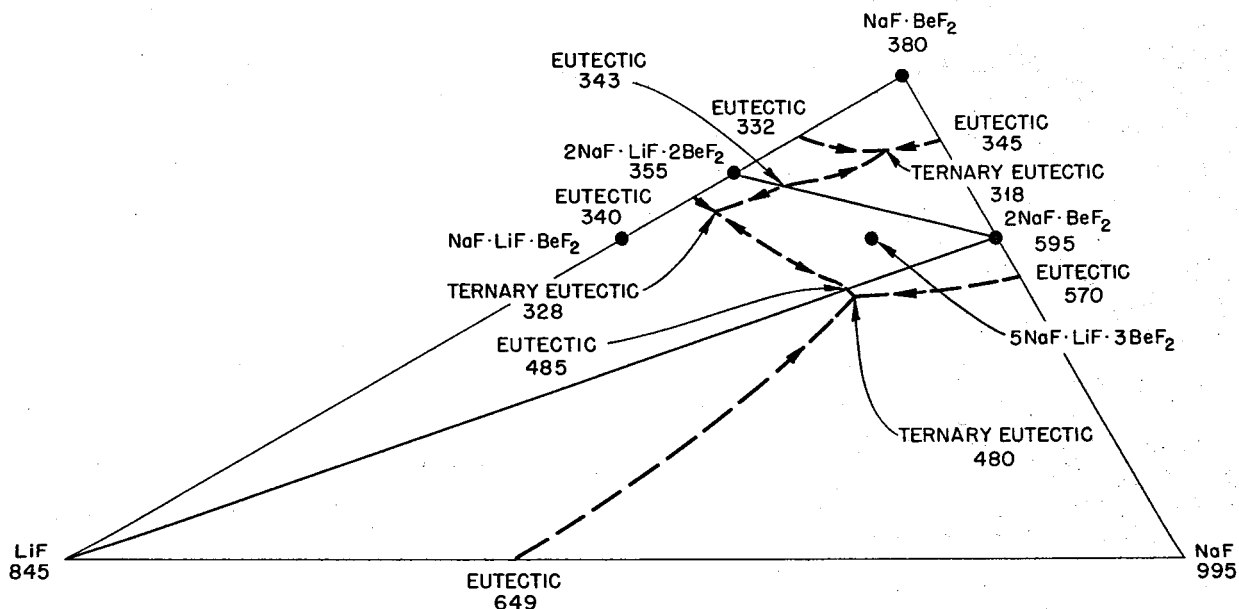 NaF·BeF₂
380
EUTECTIC
343
EUTECTIC
332
EUTECTIC
345
2NaF·LiF·2BeF₂
355
TERNARY EUTECTIC
318
EUTECTIC
340
2NaF·BeF₂
595
NaF·LiF·BeF₂
EUTECTIC
570
TERNARY EUTECTIC
328
5NaF·LiF·3BeF₂
EUTECTIC
485
TERNARY EUTECTIC
480
LiF
845
NaF
995
EUTECTIC
649